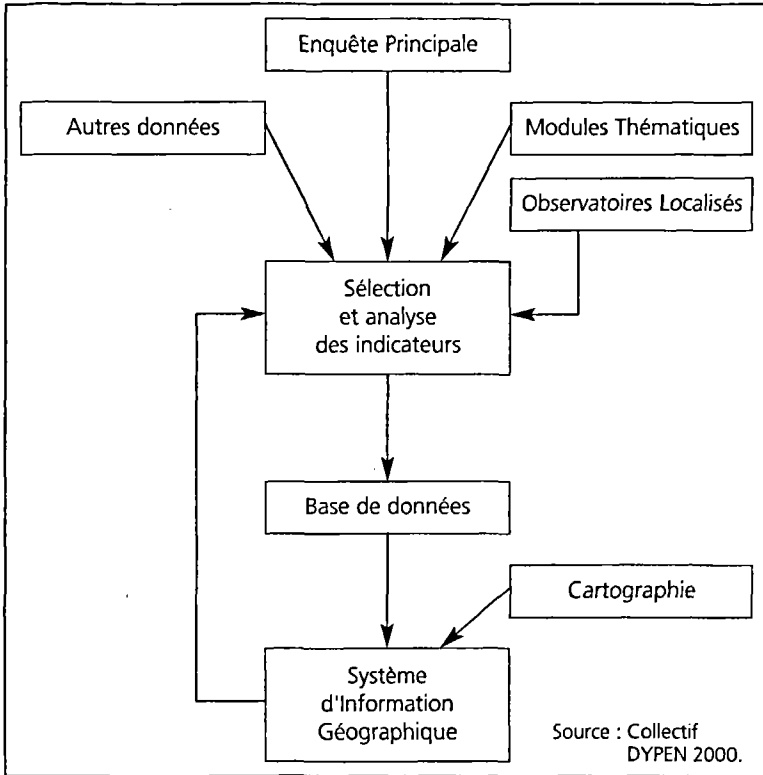 Enquête Principale
Autres données
Modules Thématiques
Observatoires Localisés
Sélection
et analyse
des indicateurs
Base de données
Cartographie
Système
d'Information
Géographique
Source : Collectif
DYPEN 2000.